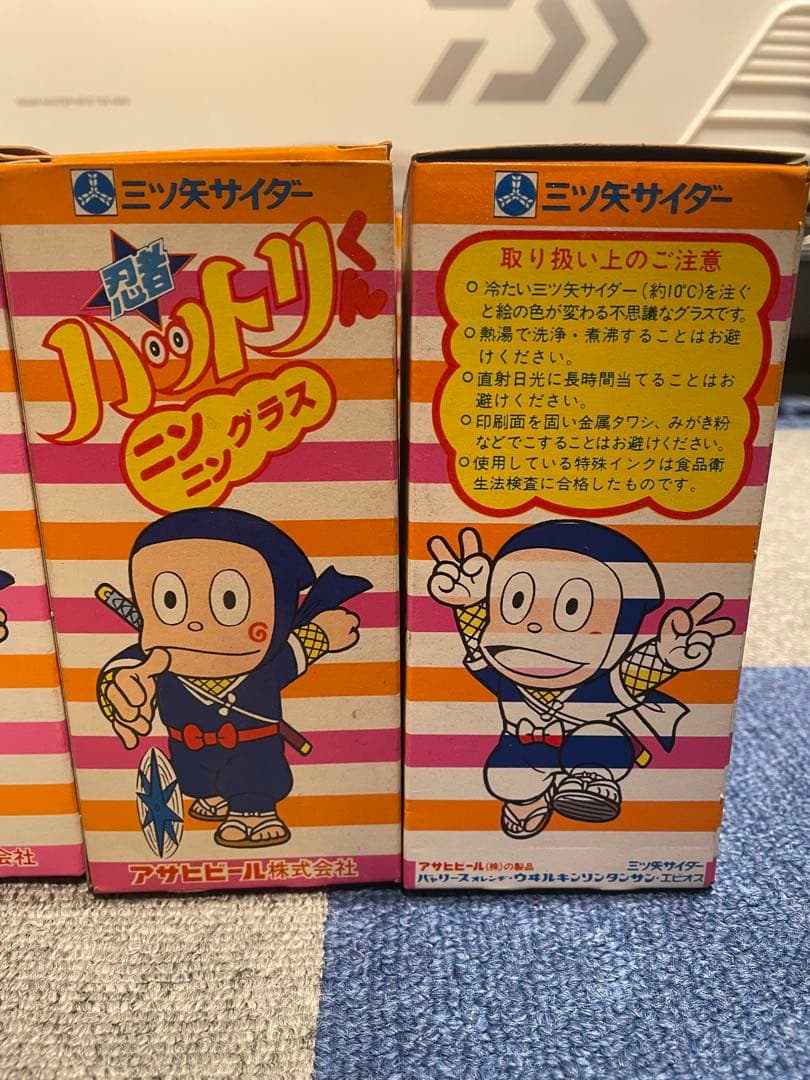 三ツ矢サイダー
忍者
ハットリくん
ニン
ニン グラス
アサヒビール株式会社
会社
三ツ矢サイダー
取り扱い上のご注意
○冷たい三ツ矢サイダー(約10℃)を注ぐ
と絵の色が変わる不思議なグラスです。
○熱湯で洗浄・煮沸することはお避
けください。
○直射日光に長時間当てることはお
避けください。
○印刷面を固い金属タワシ、みがき粉
などでこすることはお避けください。
○使用している特殊インクは食品衛
生法検査に合格したものです。
アサヒビール(株)の製品
三ツ矢サイダー
バャリースオレンヂ・ウヰルキンソンタンサン・エビオス